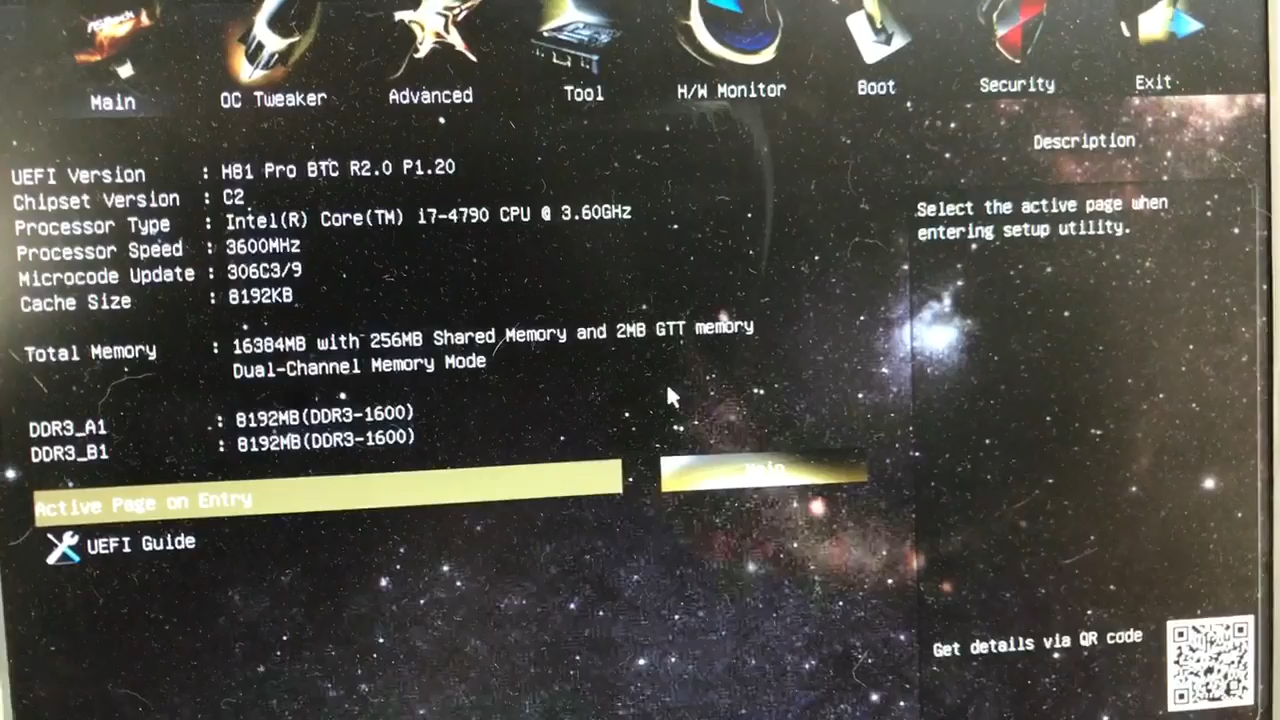 Main OC Tweaker Advanced Tool H/W Monitor Boot Security Exit
Description
UEFI Version : H81 Pro BTC R2.0 P1.20
Chipset Version : C2
Processor Type : Intel(R) Core(TM) i7-4790 CPU @ 3.60GHz
Processor Speed : 3600MHz
Microcode Update : 306C3/9
Cache Size : 8192KB
Select the active page when
entering setup utility.
Total Memory : 16384MB with 256MB Shared Memory and 2MB GTT memory
Dual-Channel Memory Mode
DDR3_A1 : 8192MB(DDR3-1600)
DDR3_B1 : 8192MB(DDR3-1600)
Active Page on Entry Main
UEFI Guide
Get details via QR code